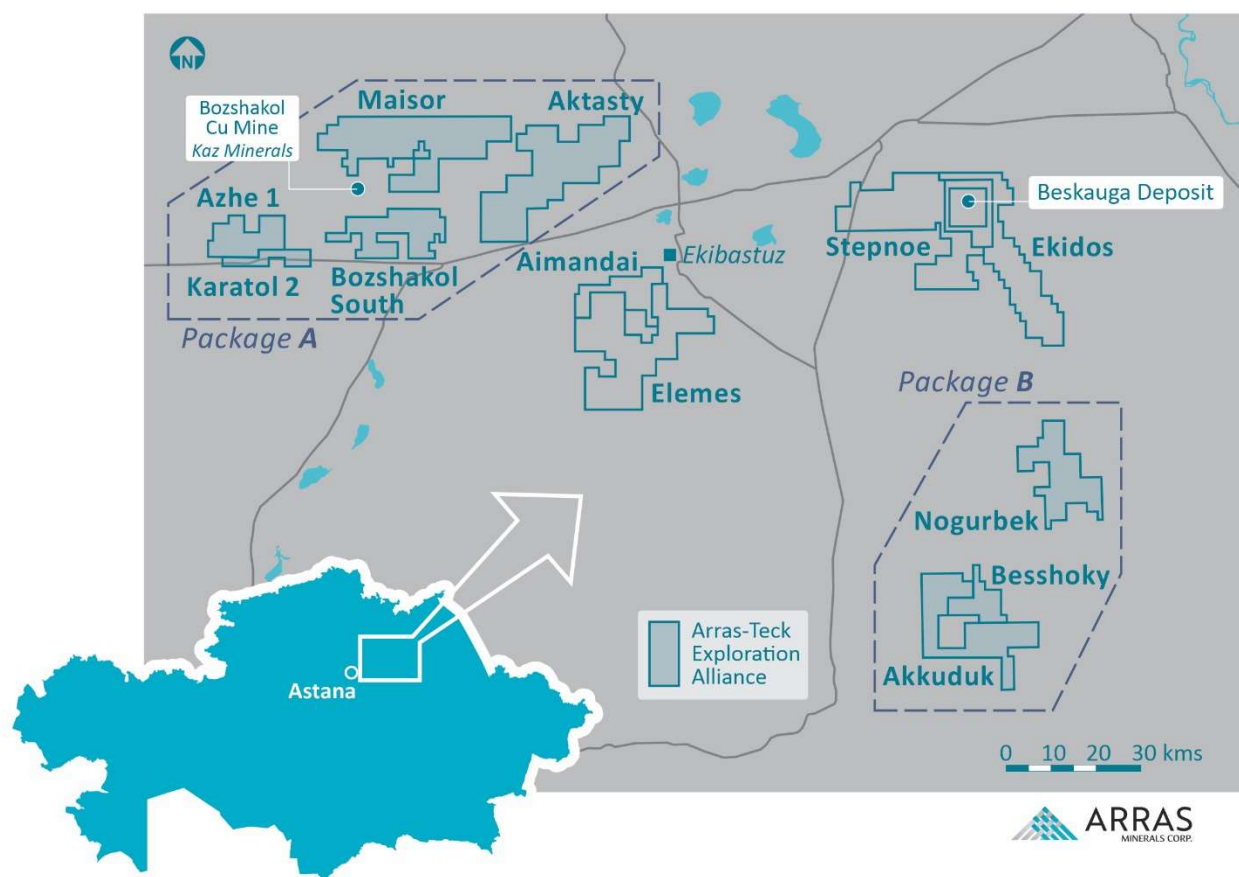 N
Maisor
Aktasty
Bozshakol
Cu Mine
Kaz Minerals
Azhe 1
Karatol 2
Bozshakol
South
Package A
Aimandai
Ekibastuz
Elemes
Beskauga Deposit
Stepnoe
Ekidos
Package B
Nogurbek
Besshoky
Akkuduk
Arras-Teck
Exploration
Alliance
Astana
0 10 20 30 kms
ARRAS
MINERALS CORP.